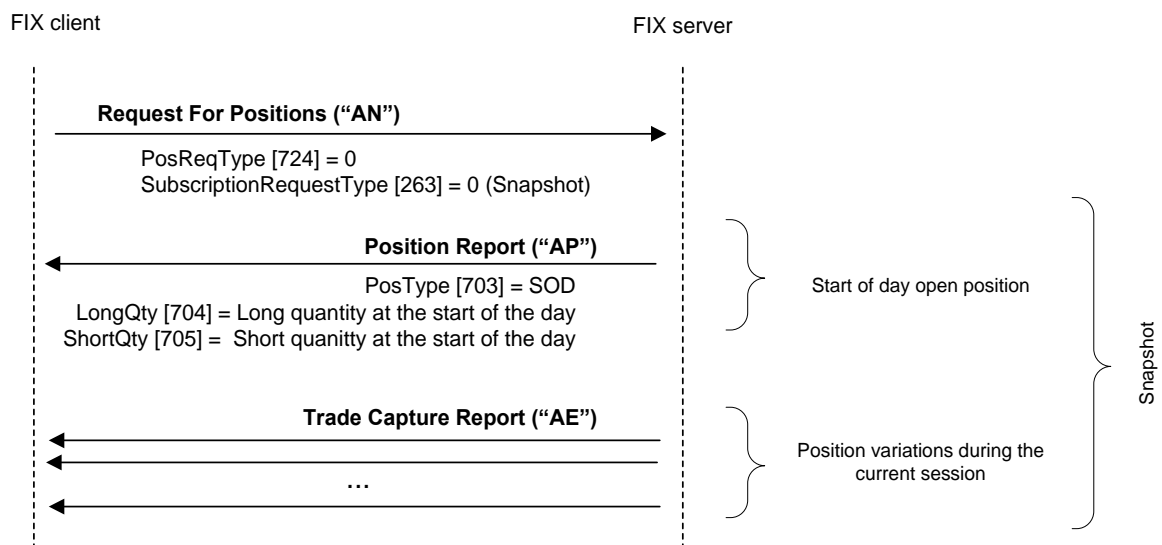 FIX client
FIX server
Request For Positions (“AN”)
PosReqType [724] = 0
SubscriptionRequestType [263] = 0 (Snapshot)
Position Report (“AP”)
PosType [703] = SOD
LongQty [704] = Long quantity at the start of the day
ShortQty [705] = Short quanitty at the start of the day
Start of day open position
Snapshot
Trade Capture Report (“AE”)
Position variations during the
current session
...